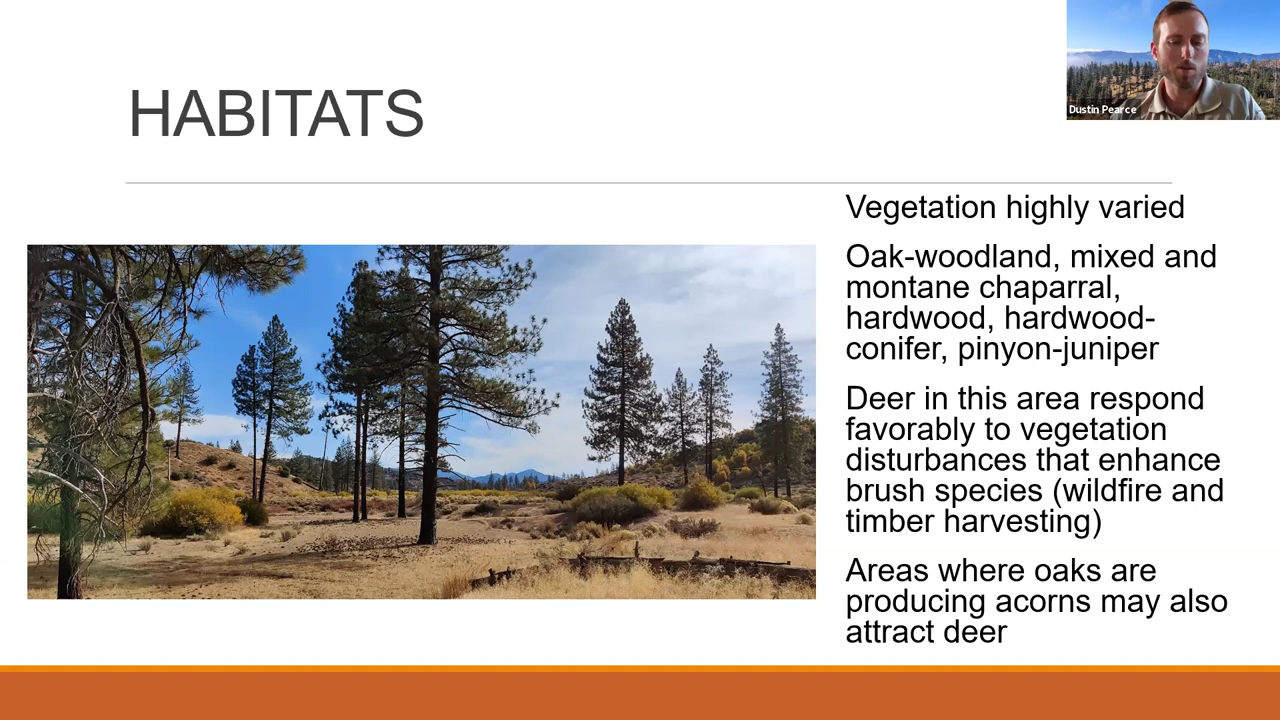 HABITATS
Dustin Pearce
Vegetation highly varied
Oak-woodland, mixed and
montane chaparral,
hardwood, hardwood-
conifer, pinyon-juniper
Deer in this area respond
favorably to vegetation
disturbances that enhance
brush species (wildfire and
timber harvesting)
Areas where oaks are
producing acorns may also
attract deer